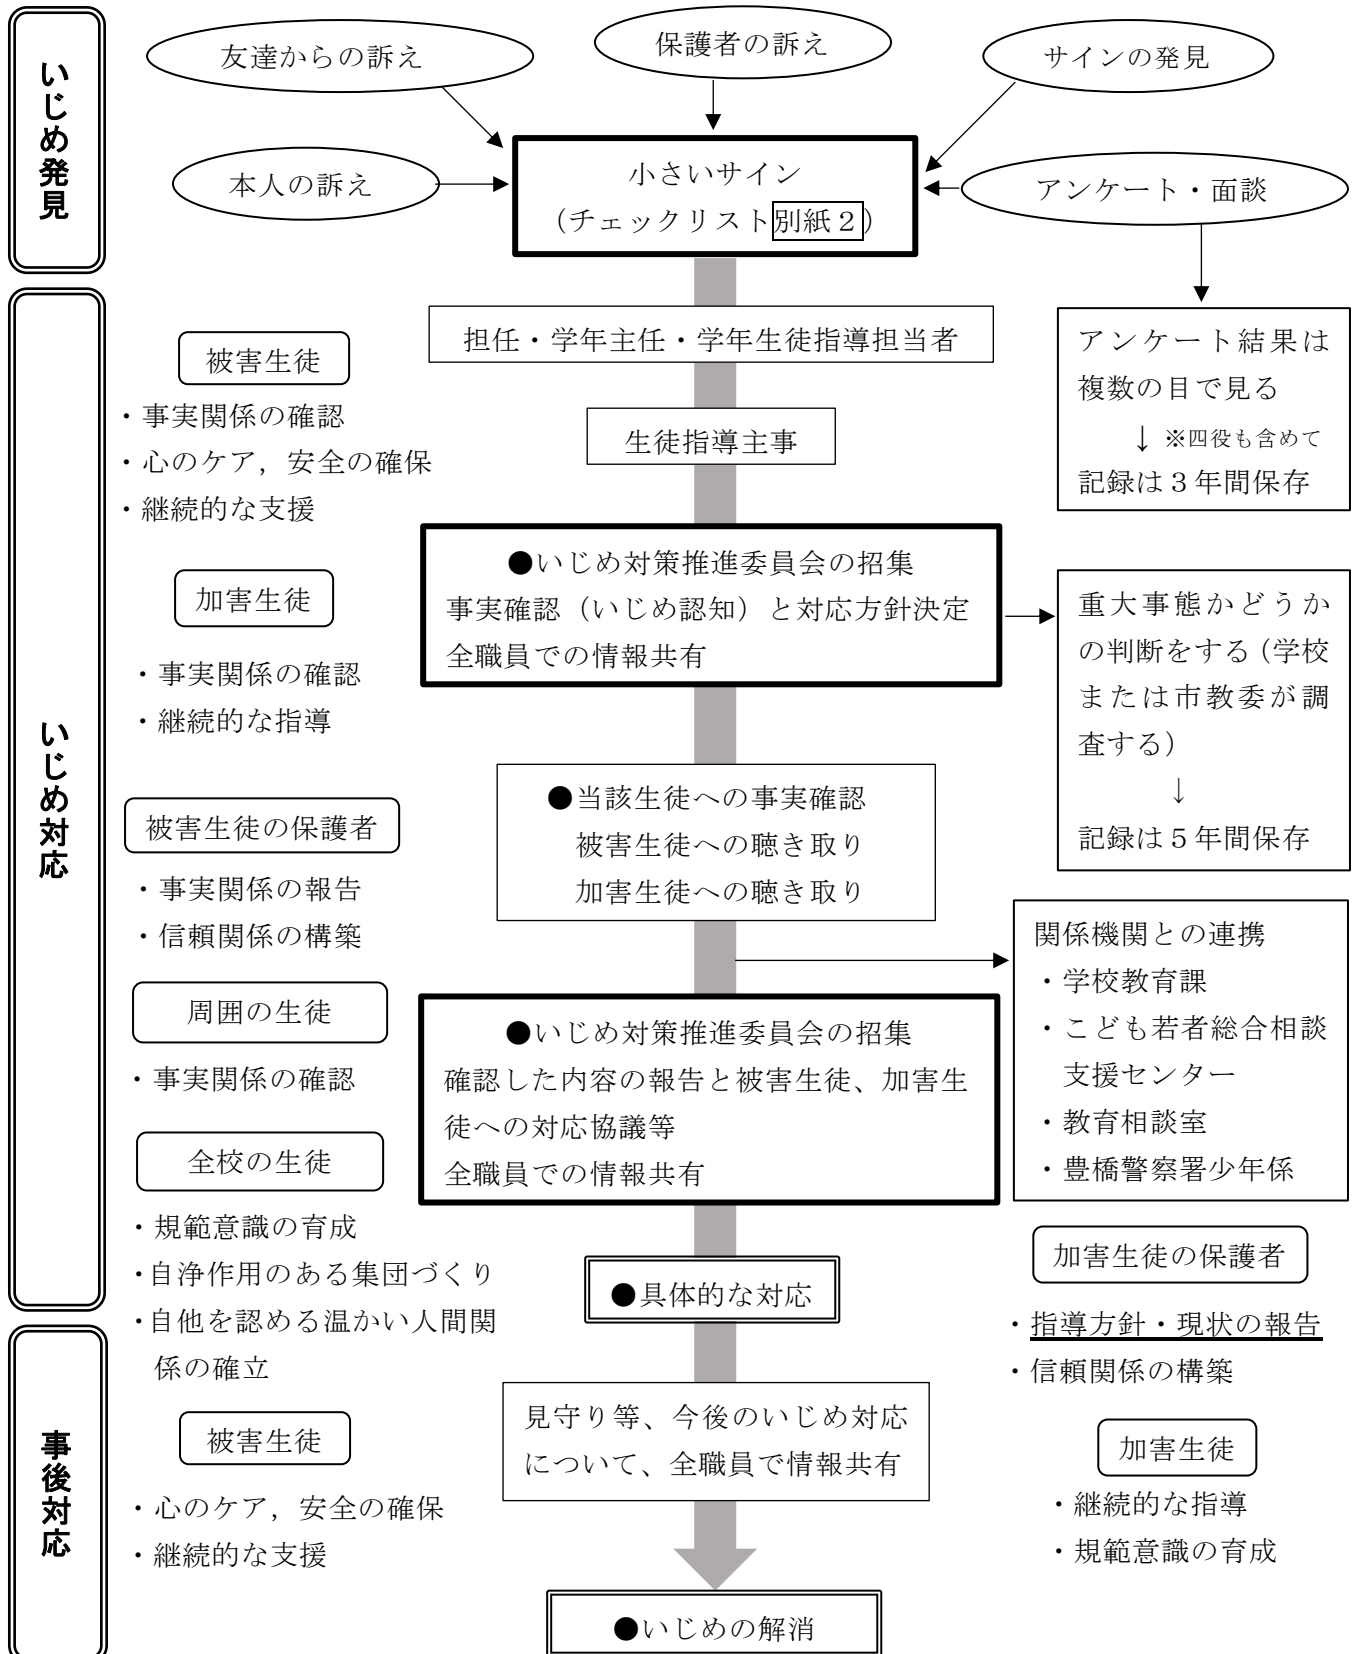 いじめ発見
友達からの訴え
保護者の訴え
サインの発見
本人の訴え
アンケート・面談
小さいサイン
（チェックリスト別紙２）
いじめ対応
担任・学年主任・学年生徒指導担当者
生徒指導主事
アンケート結果は
複数の目で見る
↓ ※四役も含めて
記録は３年間保存
被害生徒
・事実関係の確認
・心のケア，安全の確保
・継続的な支援
●いじめ対策推進委員会の招集
事実確認（いじめ認知）と対応方針決定
全職員での情報共有
加害生徒
・事実関係の確認
・継続的な指導
重大事態かどうか
の判断をする（学校
または市教委が調
査する）
↓
記録は５年間保存
●当該生徒への事実確認
被害生徒への聴き取り
加害生徒への聴き取り
被害生徒の保護者
・事実関係の報告
・信頼関係の構築
関係機関との連携
・学校教育課
・こども若者総合相談
支援センター
・教育相談室
・豊橋警察署少年係
周囲の生徒
・事実関係の確認
●いじめ対策推進委員会の招集
確認した内容の報告と被害生徒、加害生
徒への対応協議等
全職員での情報共有
全校の生徒
・規範意識の育成
・自浄作用のある集団づくり
・自他を認める温かい人間関
係の確立
●具体的な対応
加害生徒の保護者
・指導方針・現状の報告
・信頼関係の構築
事後対応
被害生徒
・心のケア，安全の確保
・継続的な支援
見守り等、今後のいじめ対応
について、全職員で情報共有
加害生徒
・継続的な指導
・規範意識の育成
●いじめの解消